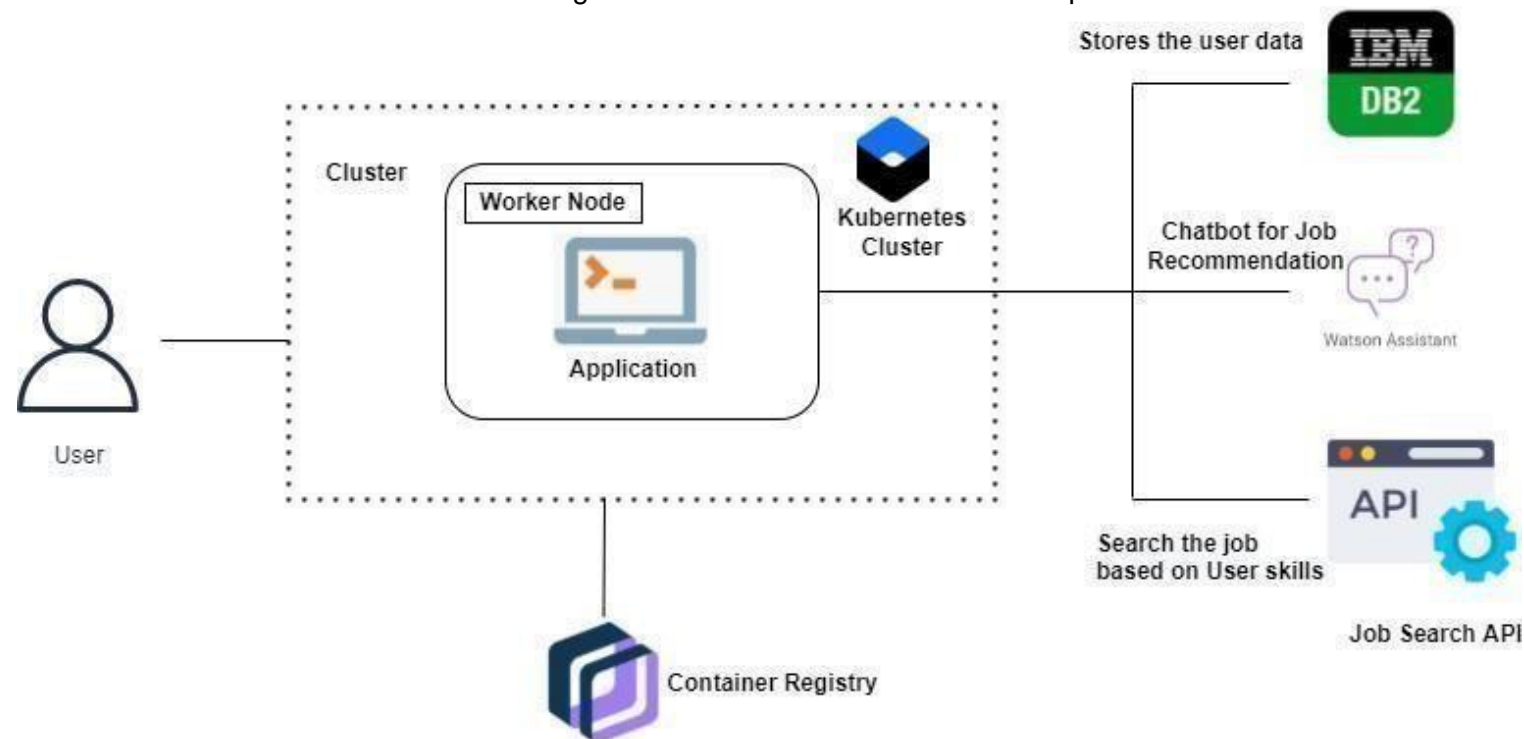 Stores the user data
IBM
DB2
Cluster
Worker Node
Kubernetes
Cluster
Application
Chatbot for Job
Recommendation
?
Watson Assistant
User
API
Search the job
based on User skills
Job Search API
Container Registry